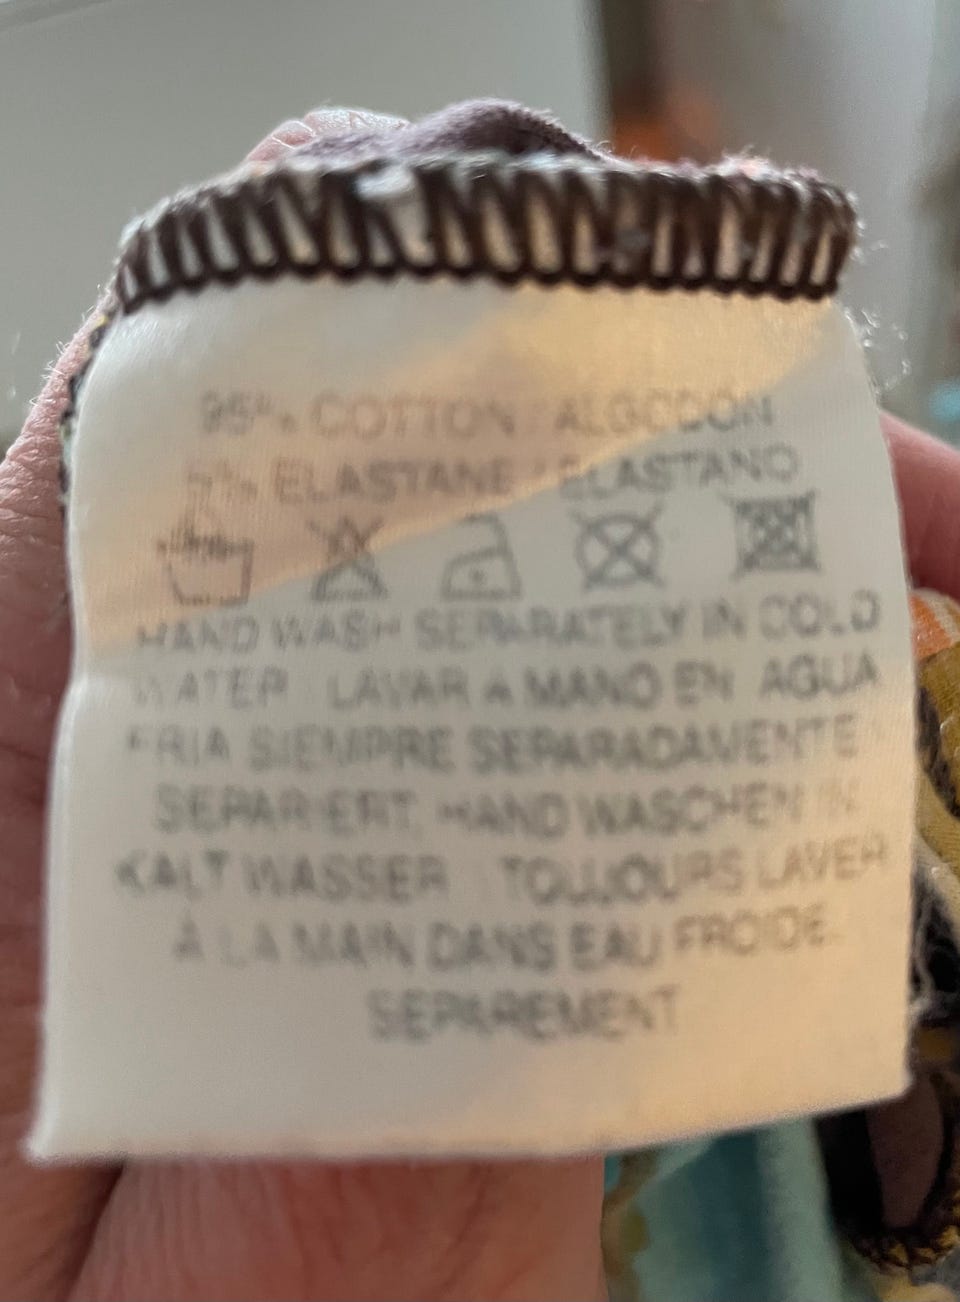 95% COTTON / ALGODON
5% ELASTANE / ELASTANO
HAND WASH SEPARATELY IN COLD
WATER LAVAR A MANO EN AGUA
FRIA SIEMPRE SEPARADAMENTE
SEPARIERT, HAND WASCHEN IN
KALT WASSER TOUJOURS LAVER
À LA MAIN DANS EAU FROIDE.
SEPAREMENT